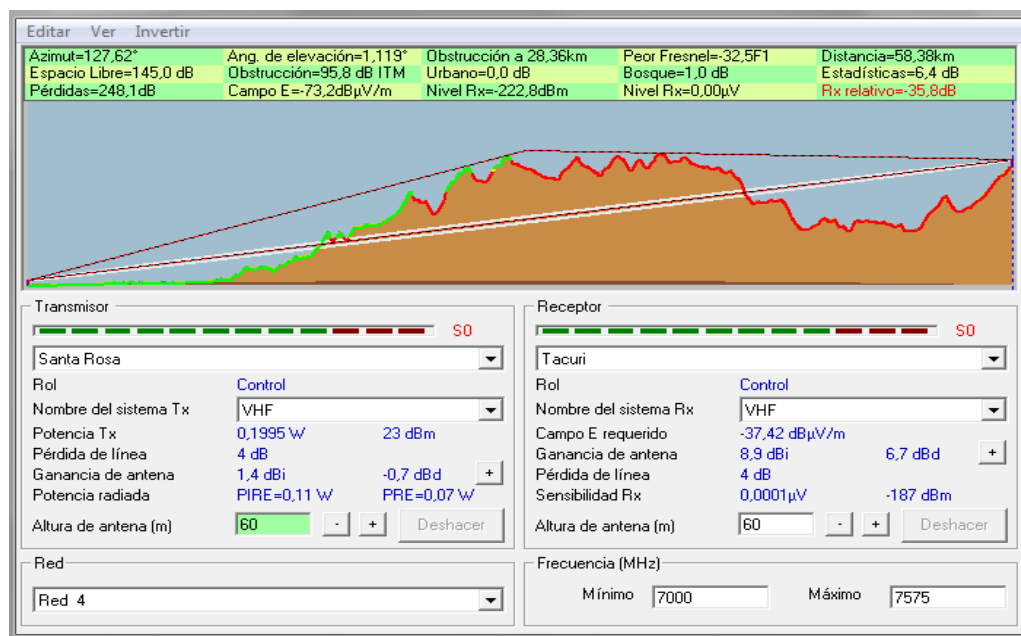 Editar Ver Invertir
Azimut=127,62° Ang. de elevación=1,119° Obstrucción a 28,36km Peor Fresnel=-32,5F1 Distancia=58,38km
Espacio Libre=145,0 dB Obstrucción=95,8 dB ITM Urbano=0,0 dB Bosque=1,0 dB Estadísticas=6,4 dB
Pérdidas=248,1dB Campo E=-73,2dBµV/m Nivel Rx=-222,8dBm Nivel Rx=0,00µV Rx relativo=-35,8dB
Transmisor
S0
Santa Rosa
Rol Control
Nombre del sistema Tx VHF
Potencia Tx 0,1995 W 23 dBm
Pérdida de línea 4 dB
Ganancia de antena 1,4 dBi -0,7 dBd +
Potencia radiada PIRE=0,11 W PRE=0,07 W
Altura de antena (m) 60 - + Deshacer
Red
Red 4
Receptor
S0
Tacuri
Rol Control
Nombre del sistema Rx VHF
Campo E requerido -37,42 dBµV/m
Ganancia de antena 8,9 dBi 6,7 dBd +
Pérdida de línea 4 dB
Sensibilidad Rx 0,0001µV -187 dBm
Altura de antena (m) 60 - + Deshacer
Frecuencia (MHz)
Mínimo 7000 Máximo 7575